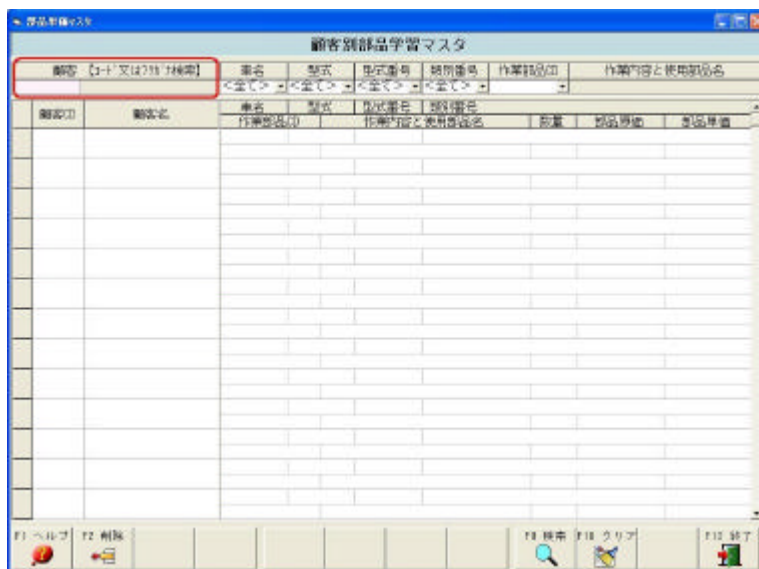 部品単価マスタ
顧客別部品学習マスタ
顧客 【ｺｰﾄﾞ又はﾌﾘｶﾞﾅ検索】 車名 型式 型式番号 類別番号 作業部品CD 作業内容と使用部品名
<全て> <全て> <全て> <全て>
顧客CD 顧客名 車名 型式 型式番号 類別番号
作業部品CD 作業内容と使用部品名 数量 部品原価 部品単価
F1 ヘルプ F2 削除 F9 検索 F10 クリア F12 終了